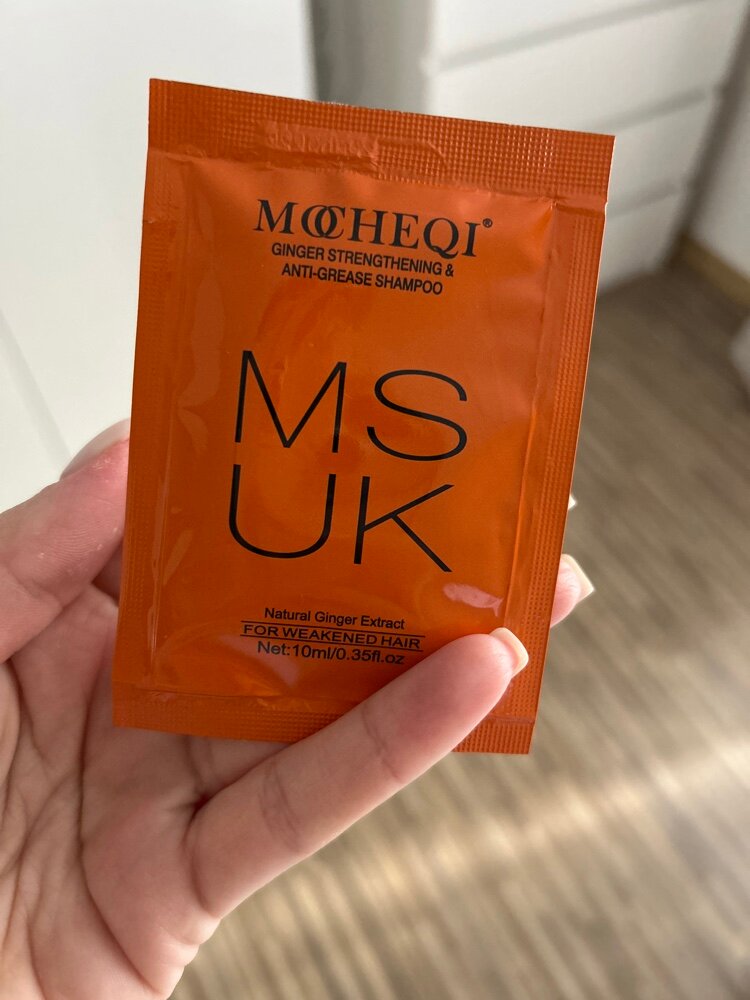 MOCHEQI®
GINGER STRENGTHENING &
ANTI-GREASE SHAMPOO
MS
UK
Natural Ginger Extract
FOR WEAKENED HAIR
Net:10ml/0.35fl.oz